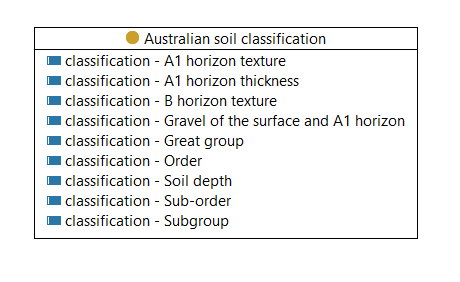 Australian soil classification
classification - A1 horizon texture
classification - A1 horizon thickness
classification - B horizon texture
classification - Gravel of the surface and A1 horizon
classification - Great group
classification - Order
classification - Soil depth
classification - Sub-order
classification - Subgroup